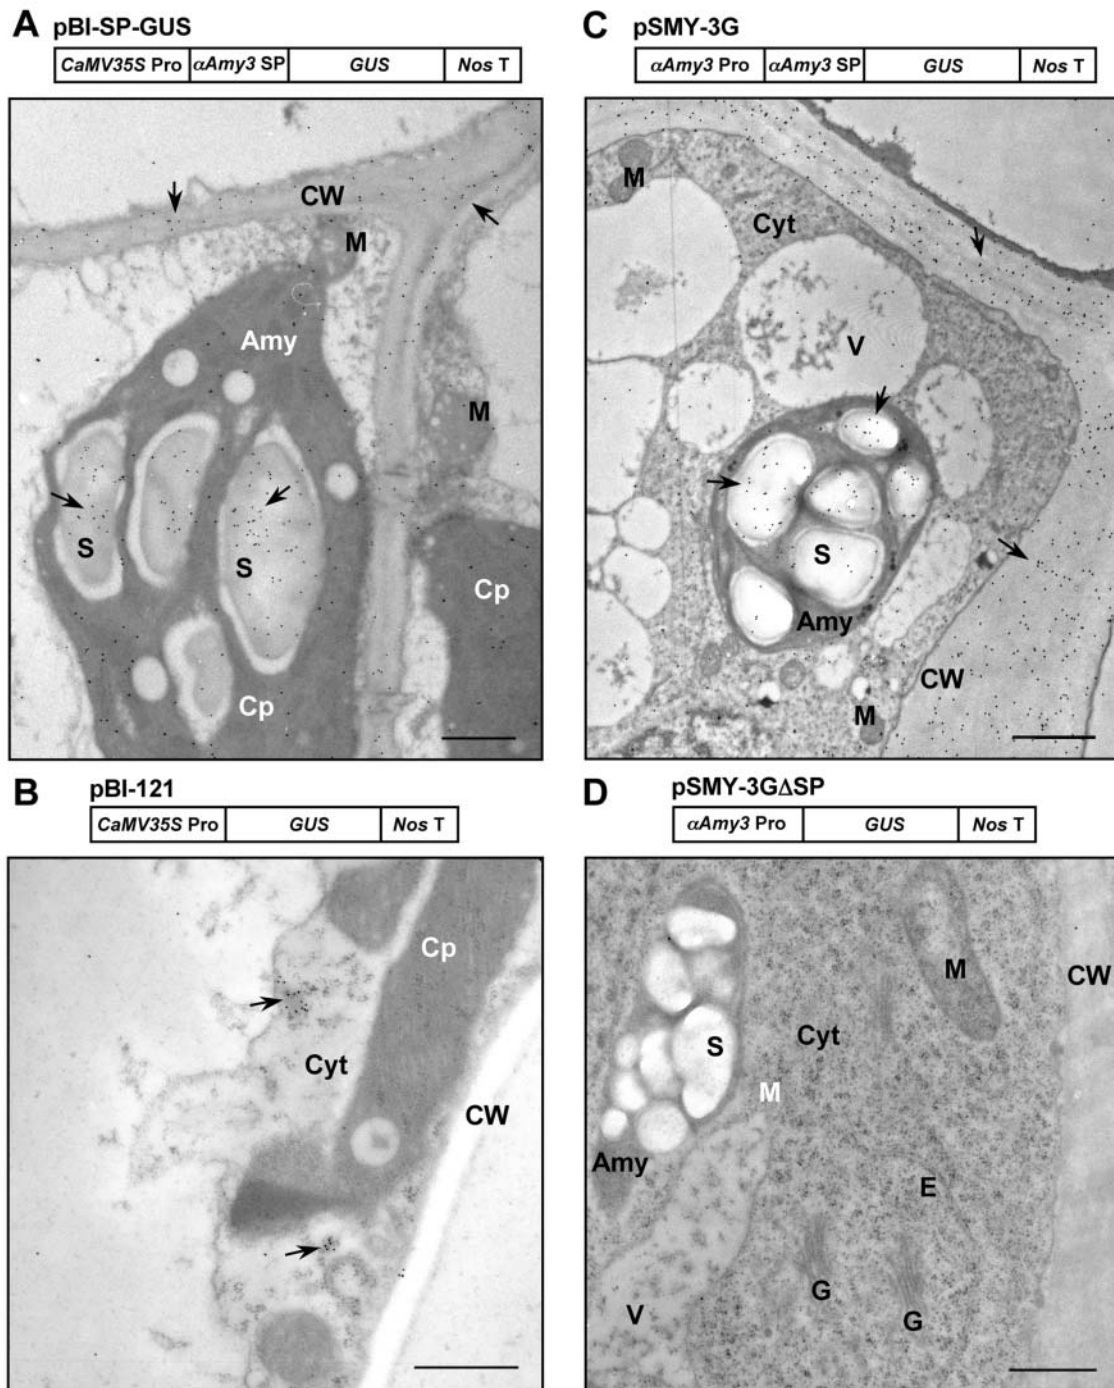 A pBI-SP-GUS
CaMV35S Pro αAmy3 SP GUS Nos T
CW
M
Amy
M
S
S
Cp
Cp
B pBI-121
CaMV35S Pro GUS Nos T
Cp
Cyt
CW
C pSMY-3G
αAmy3 Pro αAmy3 SP GUS Nos T
M
Cyt
V
S
Amy
CW
M
D pSMY-3GΔSP
αAmy3 Pro GUS Nos T
M
CW
S
Cyt
M
Amy
E
G
V
G